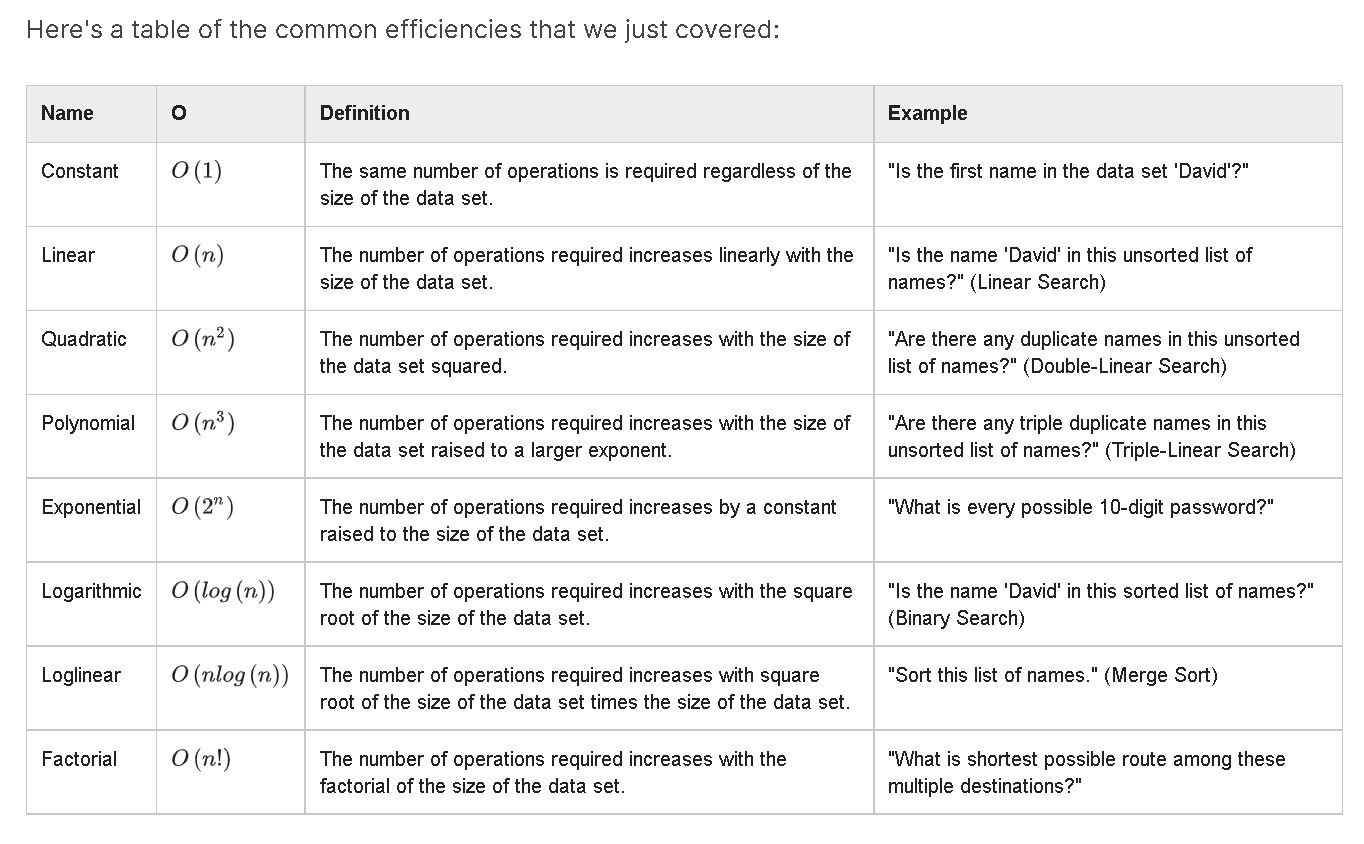 Here's a table of the common efficiencies that we just covered:
Name O Definition Example
Constant O(1) The same number of operations is required regardless of the "Is the first name in the data set 'David'?"
size of the data set.
Linear O(n) The number of operations required increases linearly with the "Is the name 'David' in this unsorted list of
size of the data set. names?" (Linear Search)
Quadratic O(n²) The number of operations required increases with the size of "Are there any duplicate names in this unsorted
the data set squared. list of names?" (Double-Linear Search)
Polynomial O(n³) The number of operations required increases with the size of "Are there any triple duplicate names in this
the data set raised to a larger exponent. unsorted list of names?" (Triple-Linear Search)
Exponential O(2ⁿ) The number of operations required increases by a constant "What is every possible 10-digit password?"
raised to the size of the data set.
Logarithmic O(log(n)) The number of operations required increases with the square "Is the name 'David' in this sorted list of names?"
root of the size of the data set. (Binary Search)
Loglinear O(nlog(n)) The number of operations required increases with square "Sort this list of names." (Merge Sort)
root of the size of the data set times the size of the data set.
Factorial O(n!) The number of operations required increases with the "What is shortest possible route among these
factorial of the size of the data set. multiple destinations?"